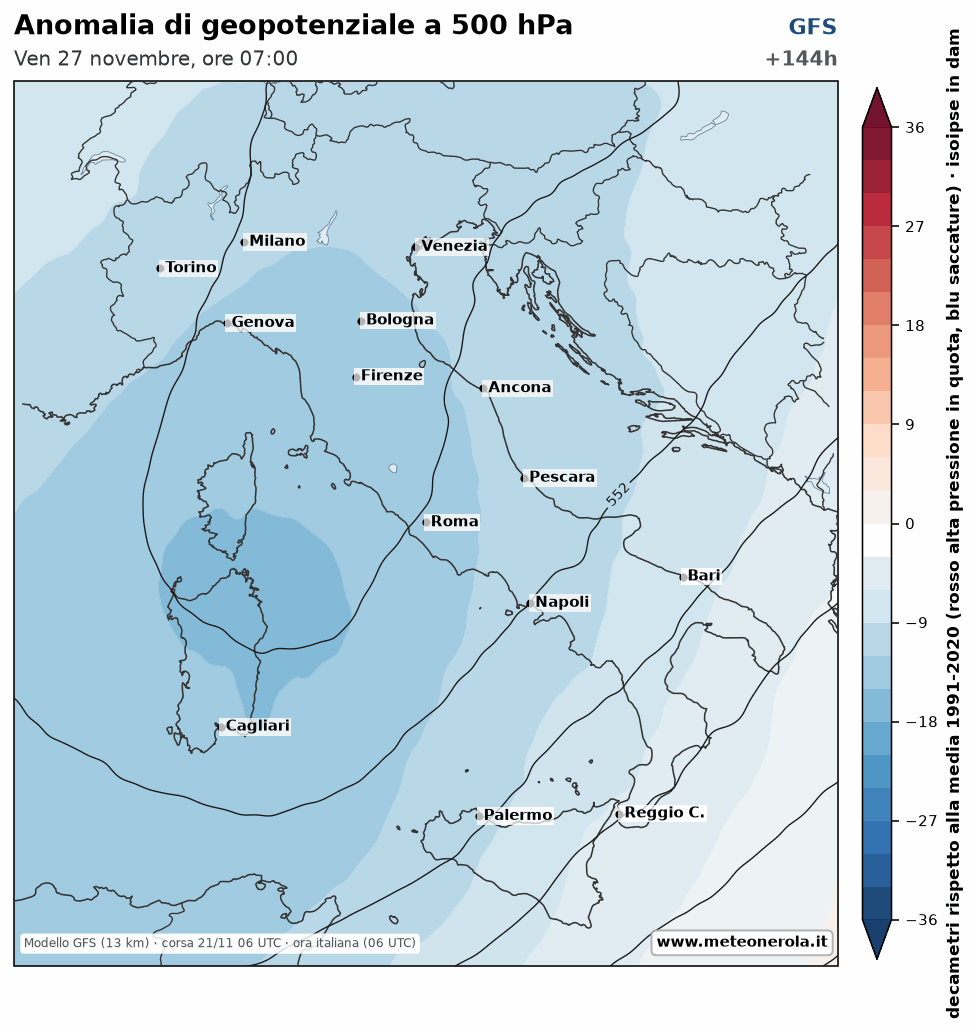 Anomalia di geopotenziale a 500 hPa
GFS
Ven 27 novembre, ore 07:00
+144h
Milano
Venezia
Torino
Genova
Bologna
Firenze
Ancona
Pescara
552
Roma
Bari
Napoli
Cagliari
Palermo
Reggio C.
Modello GFS (13 km) · corsa 21/11 06 UTC · ora italiana (06 UTC)
www.meteonerola.it
36
27
18
9
0
−9
−18
−27
−36
decametri rispetto alla media 1991-2020 (rosso alta pressione in quota, blu saccature) · isoipse in dam